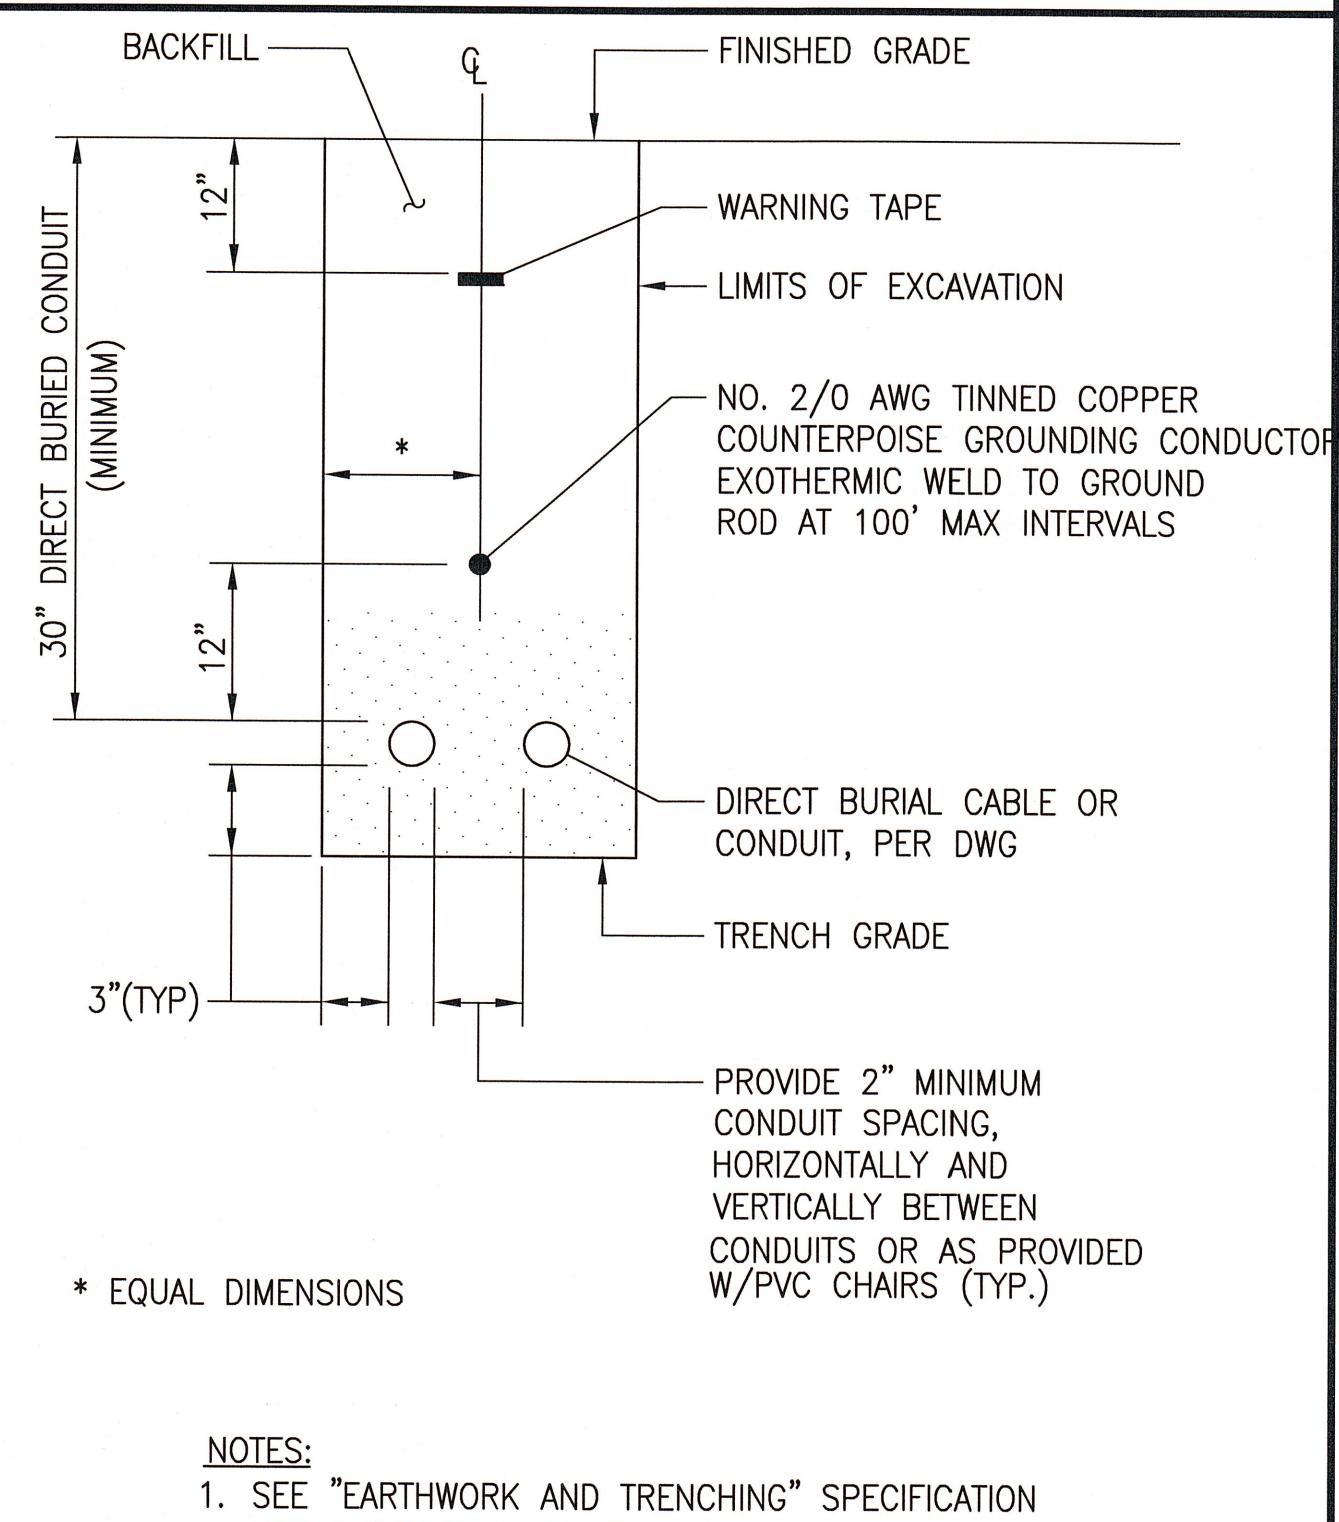 BACKFILL
℄
FINISHED GRADE
12"
WARNING TAPE
LIMITS OF EXCAVATION
30" DIRECT BURIED CONDUIT
(MINIMUM)
*
NO. 2/0 AWG TINNED COPPER
COUNTERPOISE GROUNDING CONDUCTOR
EXOTHERMIC WELD TO GROUND
ROD AT 100' MAX INTERVALS
12"
DIRECT BURIAL CABLE OR
CONDUIT, PER DWG
TRENCH GRADE
3"(TYP)
PROVIDE 2" MINIMUM
CONDUIT SPACING,
HORIZONTALLY AND
VERTICALLY BETWEEN
CONDUITS OR AS PROVIDED
W/PVC CHAIRS (TYP.)
* EQUAL DIMENSIONS
NOTES:
1. SEE "EARTHWORK AND TRENCHING" SPECIFICATION